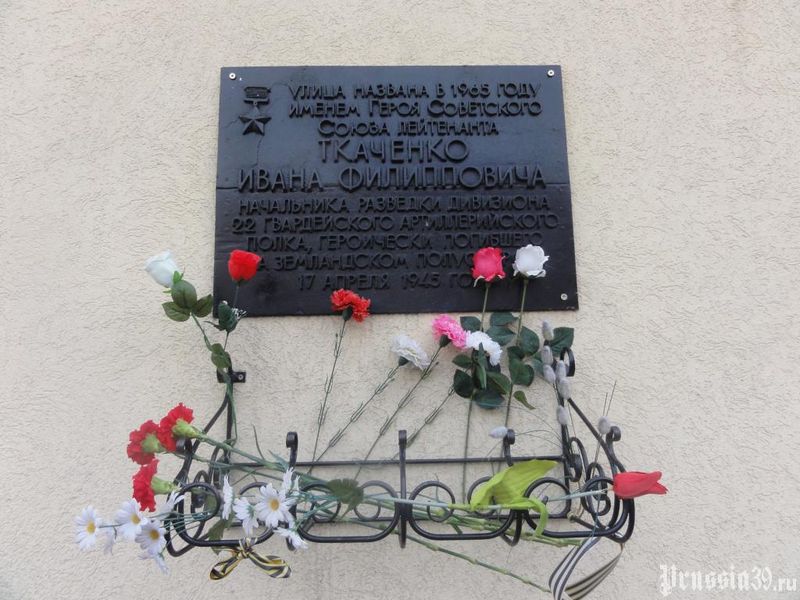 Улица названа в 1965 году
именем Героя Советского
Союза лейтенанта
Ткаченко
Ивана Филипповича
начальника разведки дивизиона
22 гвардейского артиллерийского
полка, героически погибшего
Земландском
17 апреля 1945
Prussia39.ru